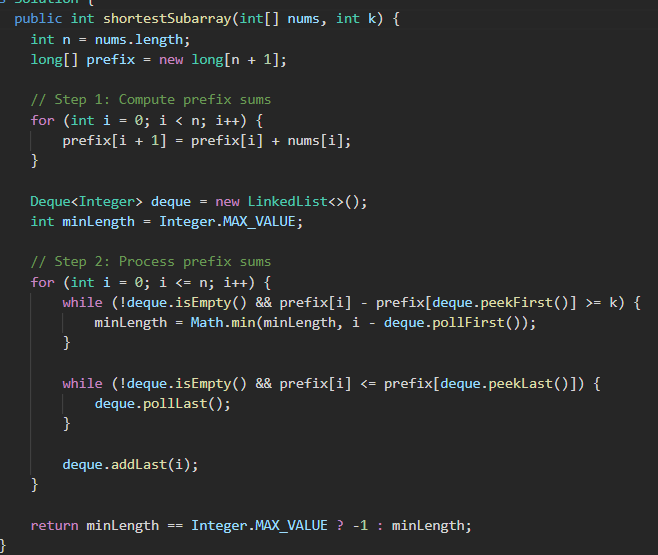 Solution {
public int shortestSubarray(int[] nums, int k) {
int n = nums.length;
long[] prefix = new long[n + 1];
// Step 1: Compute prefix sums
for (int i = 0; i < n; i++) {
prefix[i + 1] = prefix[i] + nums[i];
}
Deque<Integer> deque = new LinkedList<>();
int minLength = Integer.MAX_VALUE;
// Step 2: Process prefix sums
for (int i = 0; i <= n; i++) {
while (!deque.isEmpty() && prefix[i] - prefix[deque.peekFirst()] >= k) {
minLength = Math.min(minLength, i - deque.pollFirst());
}
while (!deque.isEmpty() && prefix[i] <= prefix[deque.peekLast()]) {
deque.pollLast();
}
deque.addLast(i);
}
return minLength == Integer.MAX_VALUE ? -1 : minLength;
}